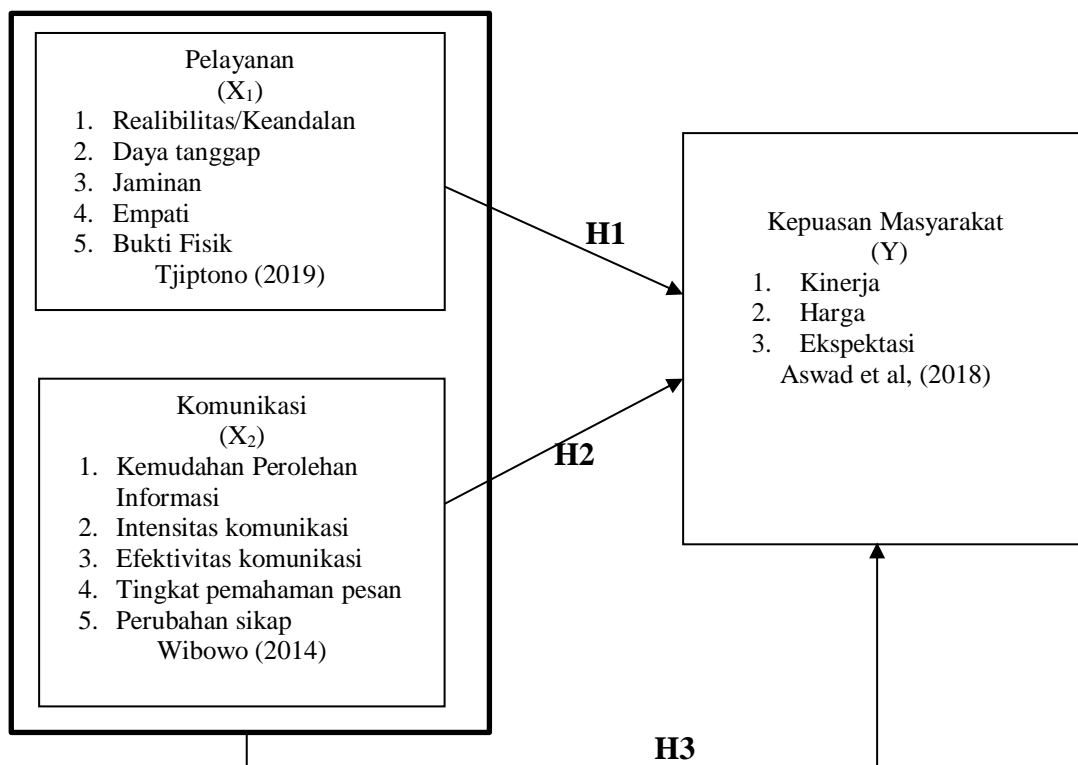 Pelayanan
(X₁)
1. Realibilitas/Keandalan
2. Daya tanggap
3. Jaminan
4. Empati
5. Bukti Fisik
Tjiptono (2019)
H1
Kepuasan Masyarakat
(Y)
1. Kinerja
2. Harga
3. Ekspektasi
Aswad et al, (2018)
Komunikasi
(X₂)
1. Kemudahan Perolehan
Informasi
2. Intensitas komunikasi
3. Efektivitas komunikasi
4. Tingkat pemahaman pesan
5. Perubahan sikap
Wibowo (2014)
H2
H3